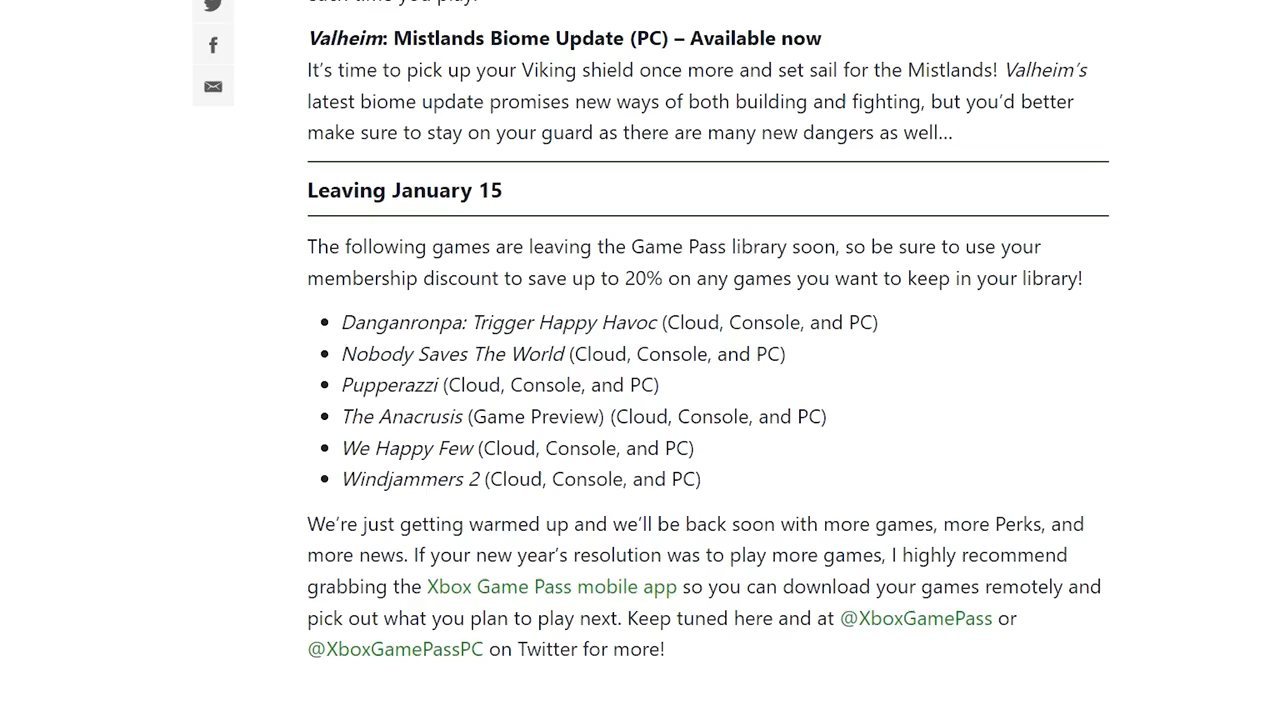 each time you play.
Valheim: Mistlands Biome Update (PC) – Available now
It’s time to pick up your Viking shield once more and set sail for the Mistlands! Valheim’s
latest biome update promises new ways of both building and fighting, but you’d better
make sure to stay on your guard as there are many new dangers as well…
Leaving January 15
The following games are leaving the Game Pass library soon, so be sure to use your
membership discount to save up to 20% on any games you want to keep in your library!
• Danganronpa: Trigger Happy Havoc (Cloud, Console, and PC)
• Nobody Saves The World (Cloud, Console, and PC)
• Pupperazzi (Cloud, Console, and PC)
• The Anacrusis (Game Preview) (Cloud, Console, and PC)
• We Happy Few (Cloud, Console, and PC)
• Windjammers 2 (Cloud, Console, and PC)
We’re just getting warmed up and we’ll be back soon with more games, more Perks, and
more news. If your new year’s resolution was to play more games, I highly recommend
grabbing the Xbox Game Pass mobile app so you can download your games remotely and
pick out what you plan to play next. Keep tuned here and at @XboxGamePass or
@XboxGamePassPC on Twitter for more!